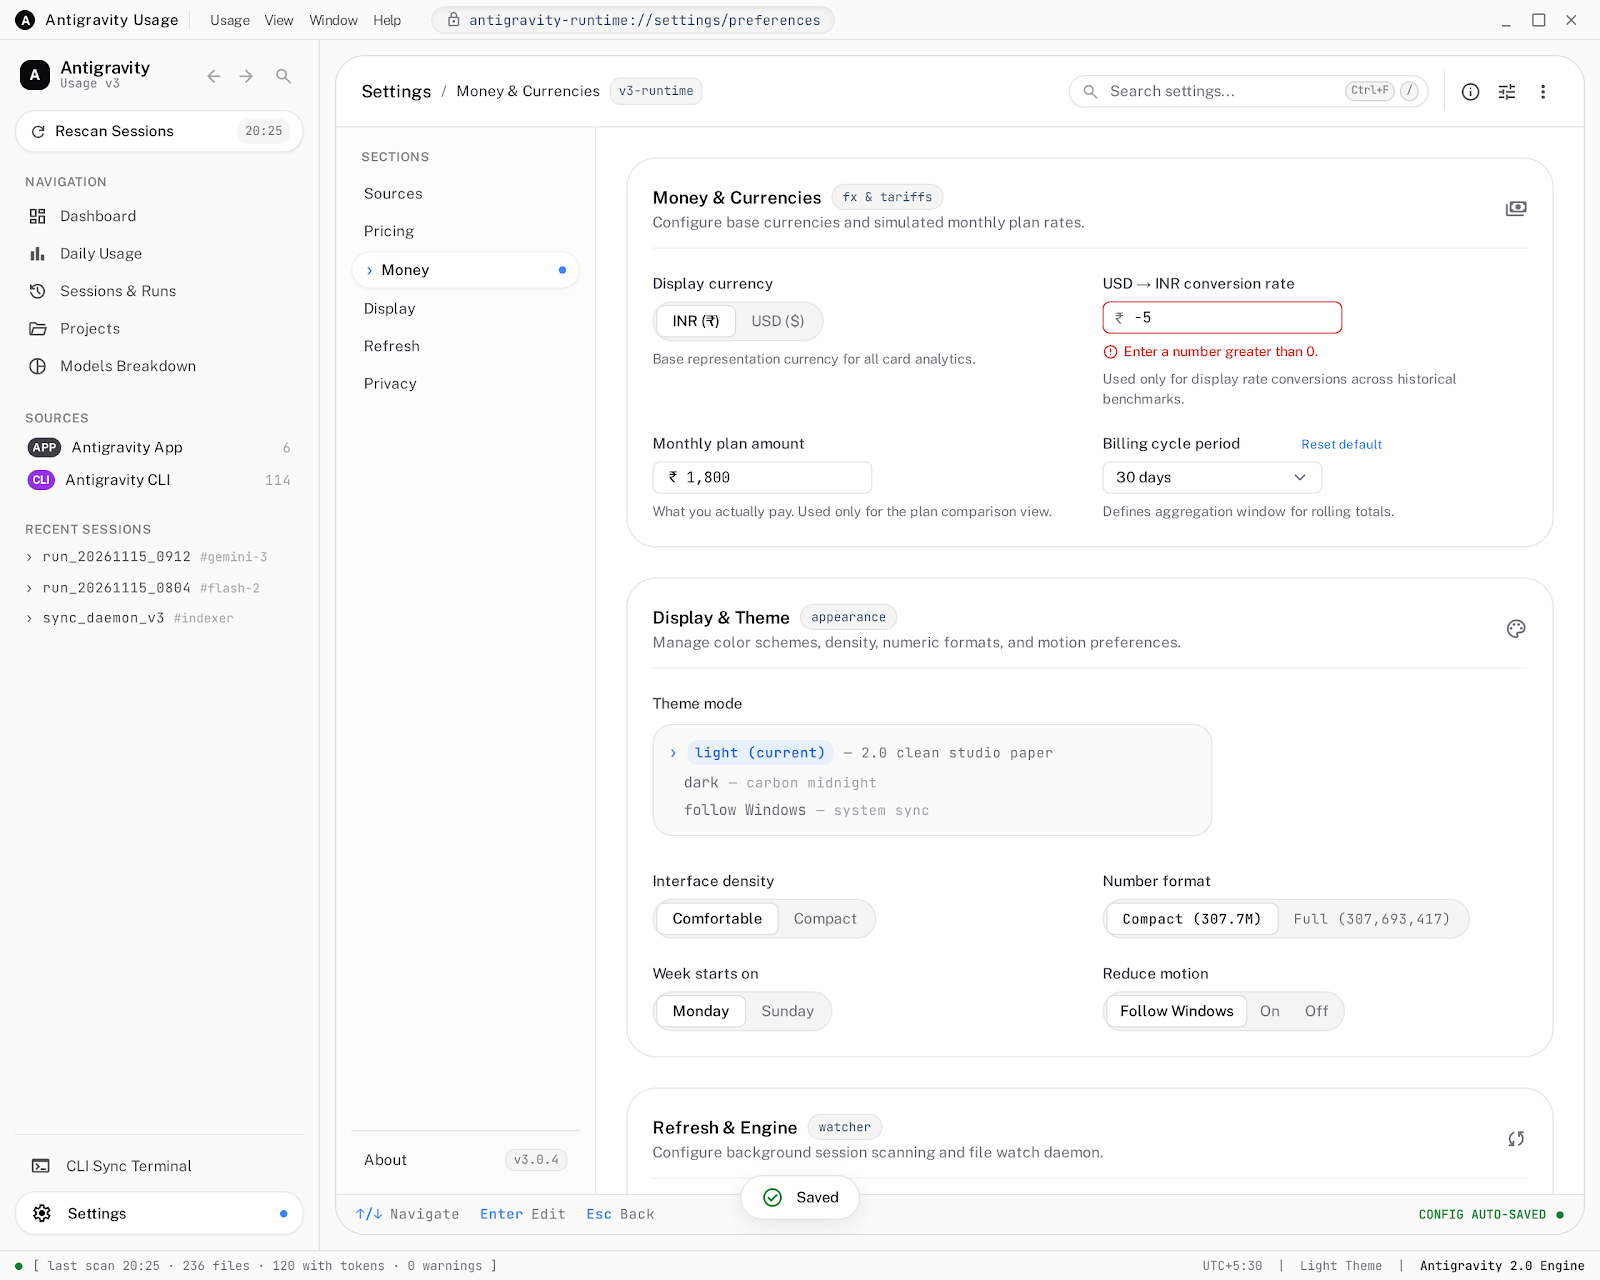 A Antigravity Usage Usage View Window Help antigravity-runtime://settings/preferences
A Antigravity
Usage v3
Rescan Sessions 20:25
NAVIGATION
Dashboard
Daily Usage
Sessions & Runs
Projects
Models Breakdown
SOURCES
APP Antigravity App 6
CLI Antigravity CLI 114
RECENT SESSIONS
› run_20261115_0912 #gemini-3
› run_20261115_0804 #flash-2
› sync_daemon_v3 #indexer
CLI Sync Terminal
Settings
Settings / Money & Currencies v3-runtime
Search settings... Ctrl+F /
SECTIONS
Sources
Pricing
› Money
Display
Refresh
Privacy
About v3.0.4
Money & Currencies fx & tariffs
Configure base currencies and simulated monthly plan rates.
Display currency
INR (₹) USD ($)
Base representation currency for all card analytics.
USD → INR conversion rate
₹ -5
Enter a number greater than 0.
Used only for display rate conversions across historical
benchmarks.
Monthly plan amount
₹ 1,800
What you actually pay. Used only for the plan comparison view.
Billing cycle period Reset default
30 days
Defines aggregation window for rolling totals.
Display & Theme appearance
Manage color schemes, density, numeric formats, and motion preferences.
Theme mode
› light (current) — 2.0 clean studio paper
dark — carbon midnight
follow Windows — system sync
Interface density
Comfortable Compact
Number format
Compact (307.7M) Full (307,693,417)
Week starts on
Monday Sunday
Reduce motion
Follow Windows On Off
Refresh & Engine watcher
Configure background session scanning and file watch daemon.
Saved
↑/↓ Navigate Enter Edit Esc Back
CONFIG AUTO-SAVED ●
● [ last scan 20:25 · 236 files · 120 with tokens · 0 warnings ]
UTC+5:30 | Light Theme | Antigravity 2.0 Engine